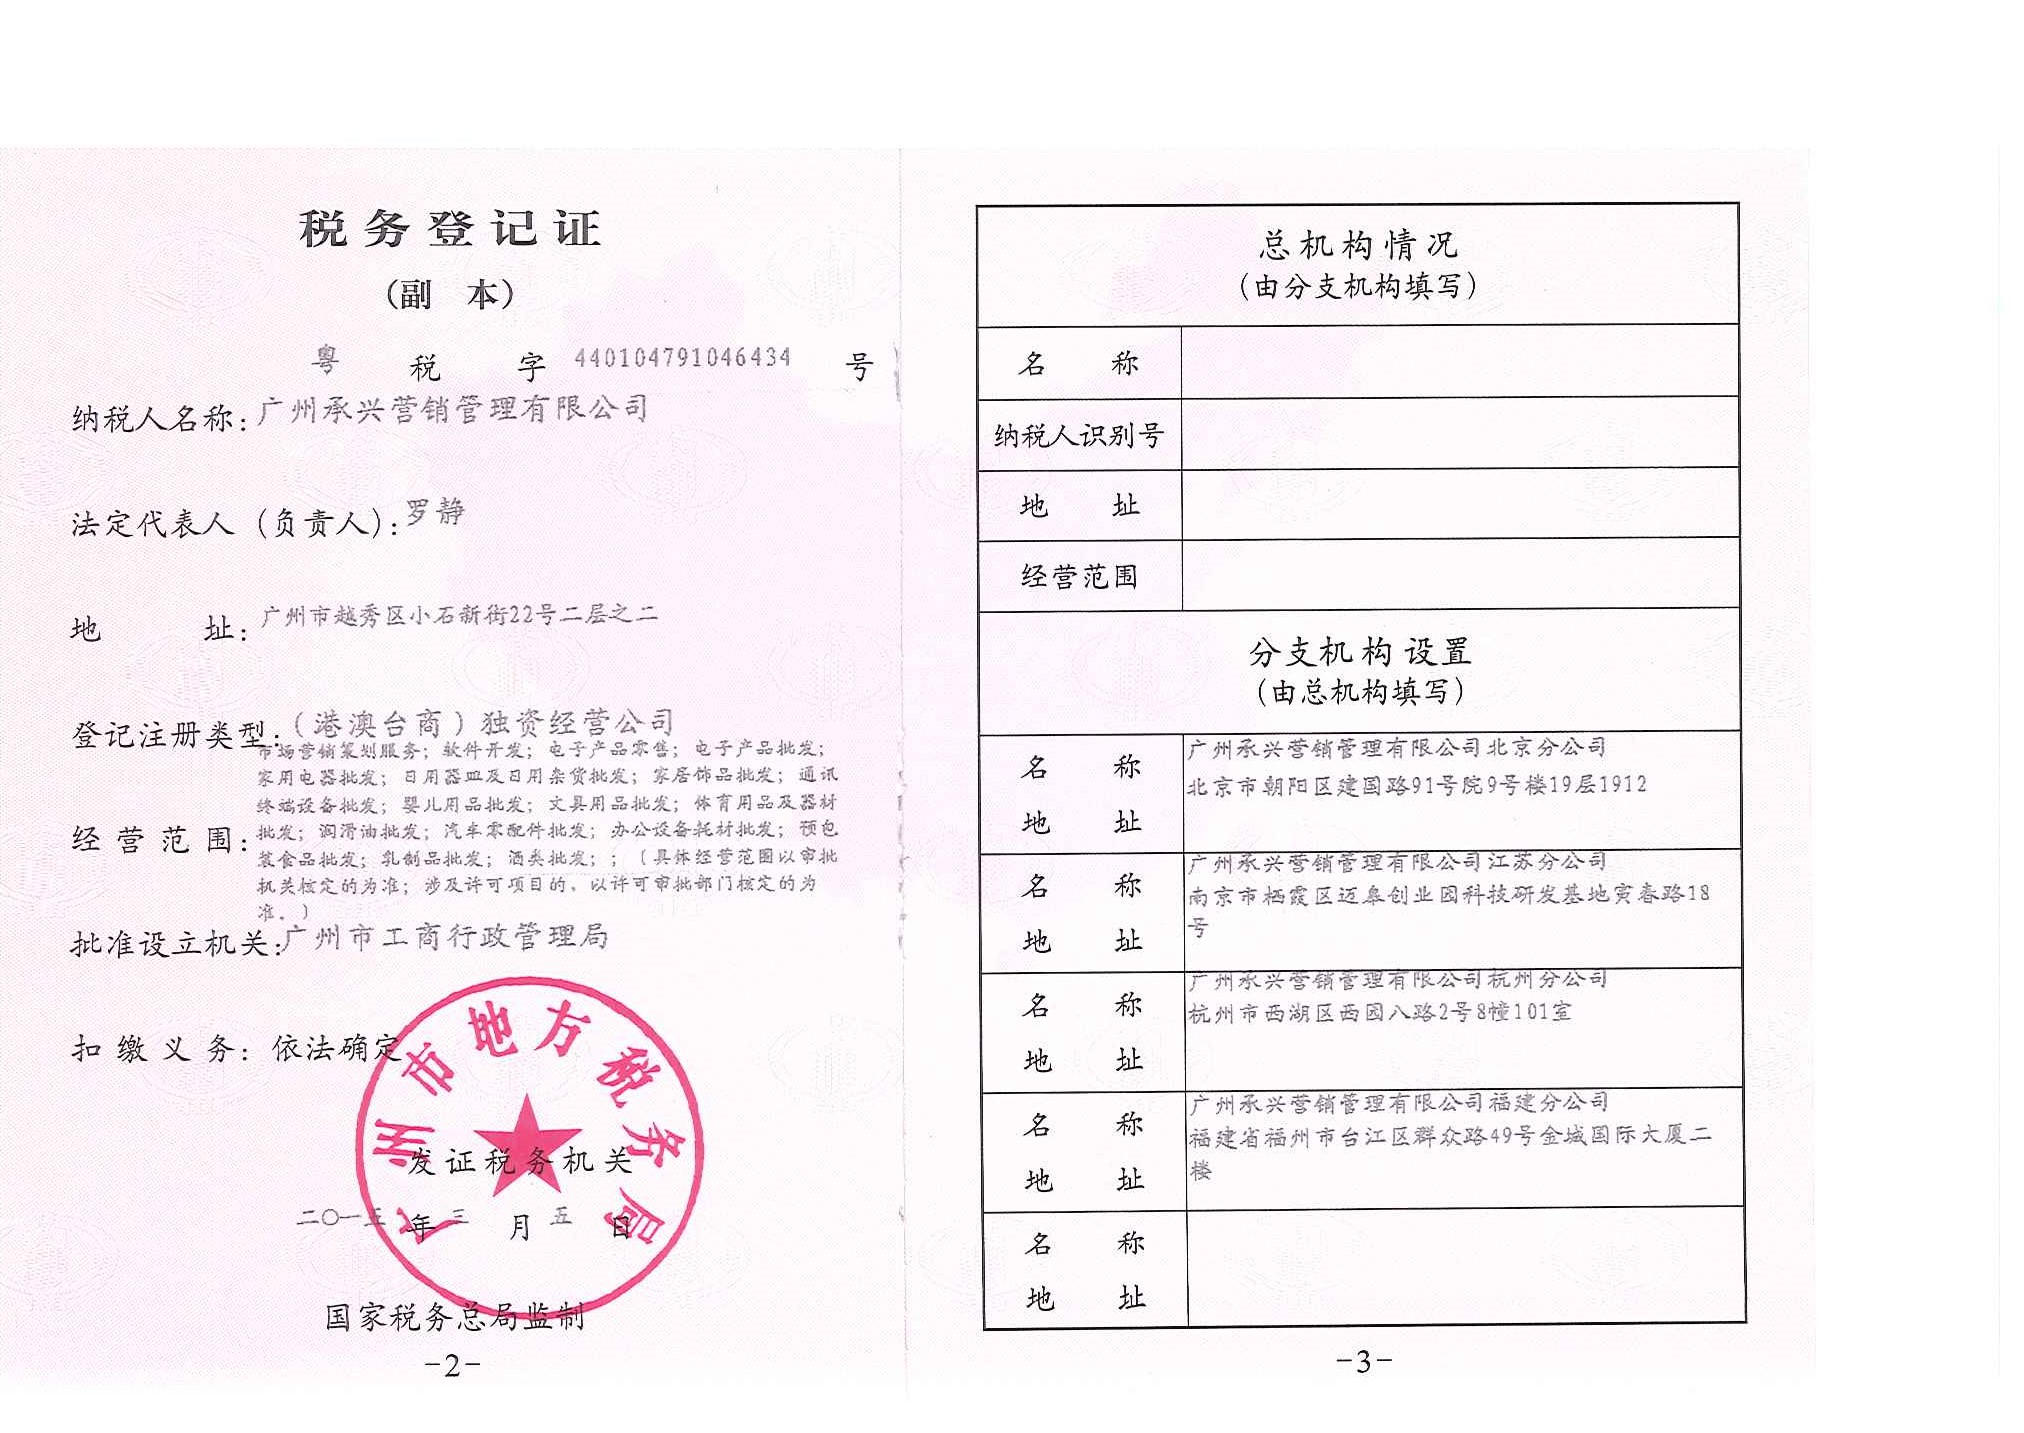 税务登记证
（副 本）
粤 税 字 440104791046434 号
纳税人名称：广州承兴营销管理有限公司
法定代表人（负责人）：罗静
地 址：广州市越秀区小石新街22号二层之二
登记注册类型：（港澳台商）独资经营公司
经营范围：市场营销策划服务；软件开发；电子产品零售；电子产品批发；
家用电器批发；日用器皿及日用杂货批发；家居饰品批发；通讯
终端设备批发；婴儿用品批发；文具用品批发；体育用品及器材
批发；润滑油批发；汽车零配件批发；办公设备耗材批发；预包
装食品批发；乳制品批发；酒类批发；；（具体经营范围以审批
机关核定的为准；涉及许可项目的，以许可审批部门核定的为
准。）
批准设立机关：广州市工商行政管理局
扣缴义务：依法确定
广州市地方税务局
发证税务机关
二〇一五年三月五日
国家税务总局监制
-2-
总机构情况
（由分支机构填写）
名 称
纳税人识别号
地 址
经营范围
分支机构设置
（由总机构填写）
名 称 广州承兴营销管理有限公司北京分公司
地 址 北京市朝阳区建国路91号院9号楼19层1912
名 称 广州承兴营销管理有限公司江苏分公司
地 址 南京市栖霞区迈皋创业园科技研发基地寅春路18
号
名 称 广州承兴营销管理有限公司杭州分公司
地 址 杭州市西湖区西园八路2号8幢101室
名 称 广州承兴营销管理有限公司福建分公司
地 址 福建省福州市台江区群众路49号金城国际大厦二
楼
名 称
地 址
-3-